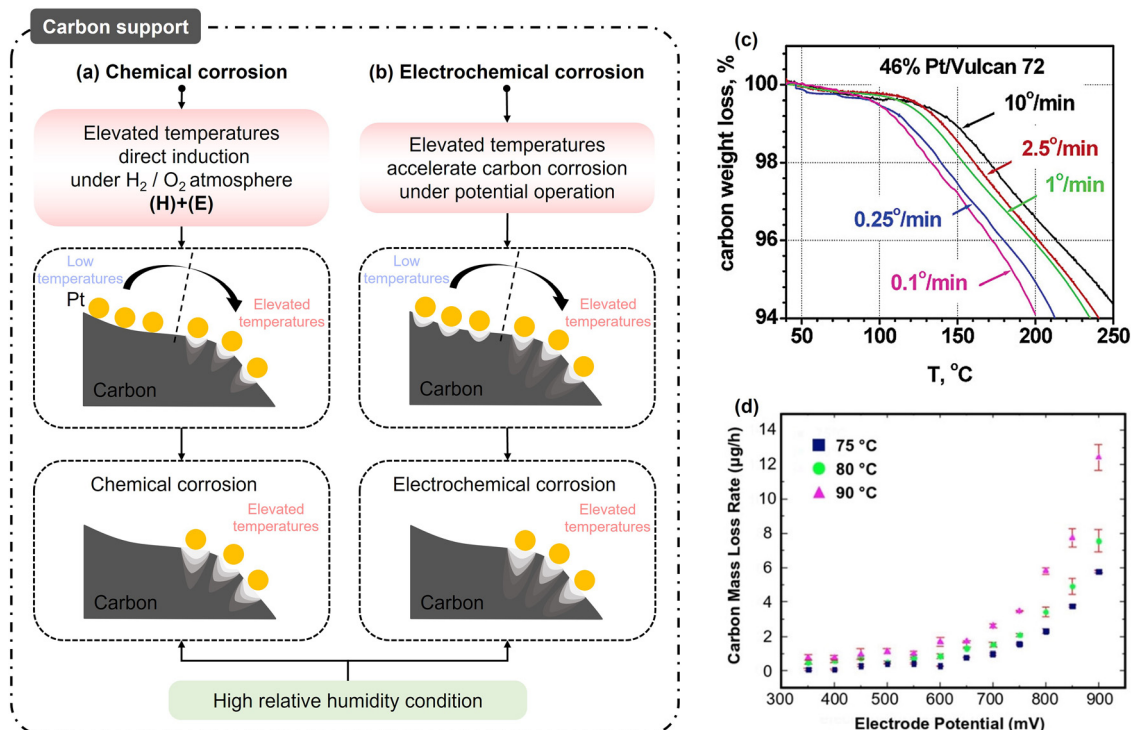 Carbon support
(a) Chemical corrosion
Elevated temperatures
direct induction
under H₂ / O₂ atmosphere
(H)+(E)
Low
temperatures
Pt
Elevated
temperatures
Carbon
Chemical corrosion
Elevated
temperatures
Carbon
(b) Electrochemical corrosion
Elevated temperatures
accelerate carbon corrosion
under potential operation
Low
temperatures
Elevated
temperatures
Carbon
Electrochemical corrosion
Elevated
temperatures
Carbon
High relative humidity condition
(c)
46% Pt/Vulcan 72
carbon weight loss, %
100
98
96
94
10°/min
2.5°/min
1°/min
0.25°/min
0.1°/min
50 100 150 200 250
T, °C
(d)
Carbon Mass Loss Rate (µg/h)
14
12
10
8
6
4
2
0
75 °C
80 °C
90 °C
400 500 600 700 800 900
Electrode Potential (mV)